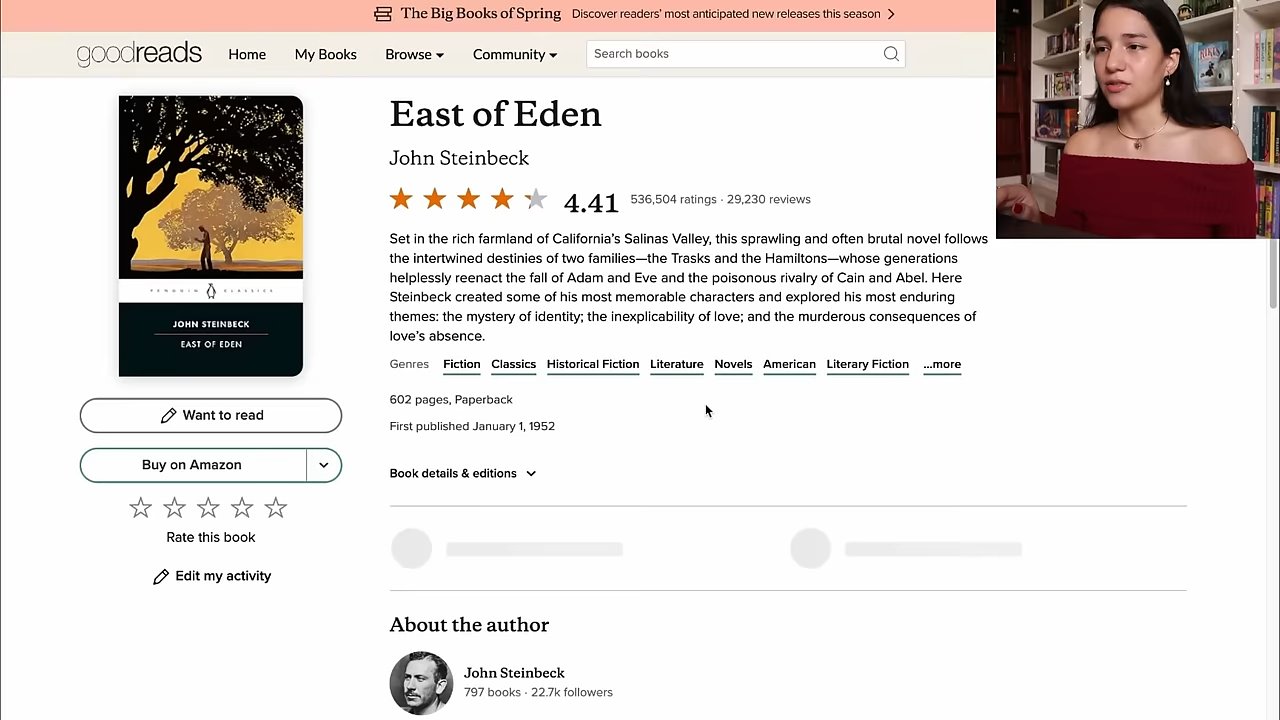 The Big Books of Spring Discover readers' most anticipated new releases this season
goodreads Home My Books Browse Community Search books
East of Eden
John Steinbeck
4.41 536,504 ratings · 29,230 reviews
Set in the rich farmland of California's Salinas Valley, this sprawling and often brutal novel follows
the intertwined destinies of two families—the Trasks and the Hamiltons—whose generations
helplessly reenact the fall of Adam and Eve and the poisonous rivalry of Cain and Abel. Here
Steinbeck created some of his most memorable characters and explored his most enduring
themes: the mystery of identity; the inexplicability of love; and the murderous consequences of
love's absence.
Genres Fiction Classics Historical Fiction Literature Novels American Literary Fiction ...more
602 pages, Paperback
First published January 1, 1952
Book details & editions
PENGUIN CLASSICS
JOHN STEINBECK
EAST OF EDEN
Want to read
Buy on Amazon
Rate this book
Edit my activity
About the author
John Steinbeck
797 books · 22.7k followers